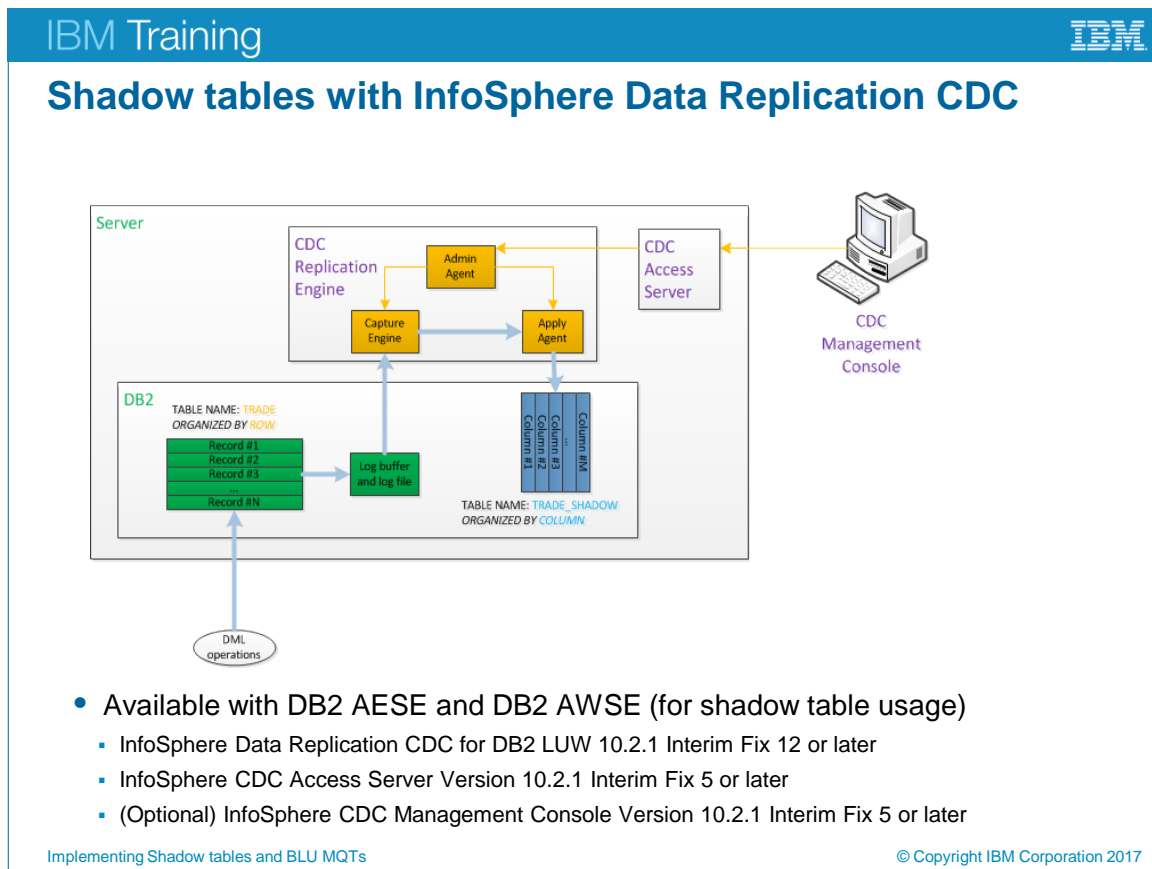 IBM Training
IBM
Shadow tables with InfoSphere Data Replication CDC
Server
CDC
Replication
Engine
Admin
Agent
Capture
Engine
Apply
Agent
CDC
Access
Server
CDC
Management
Console
DB2
TABLE NAME: TRADE
ORGANIZED BY ROW
Record #1
Record #2
Record #3
...
Record #N
Log buffer
and log file
Column #1
Column #2
Column #3
...
Column #M
TABLE NAME: TRADE_SHADOW
ORGANIZED BY COLUMN
DML
operations
• Available with DB2 AESE and DB2 AWSE (for shadow table usage)
▪ InfoSphere Data Replication CDC for DB2 LUW 10.2.1 Interim Fix 12 or later
▪ InfoSphere CDC Access Server Version 10.2.1 Interim Fix 5 or later
▪ (Optional) InfoSphere CDC Management Console Version 10.2.1 Interim Fix 5 or later
Implementing Shadow tables and BLU MQTs
© Copyright IBM Corporation 2017